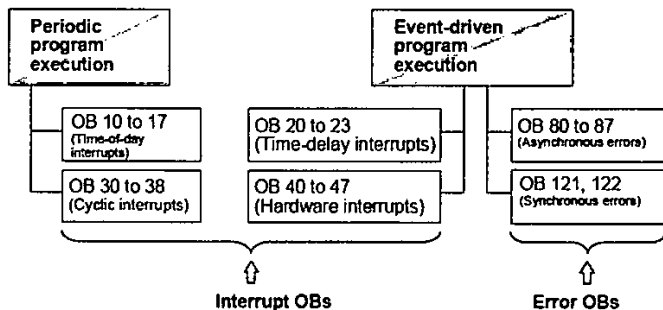 Periodic
program
execution
Event-driven
program
execution
OB 10 to 17
(Time-of-day
interrupts)
OB 20 to 23
(Time-delay interrupts)
OB 80 to 87
(Asynchronous errors)
OB 30 to 38
(Cyclic interrupts)
OB 40 to 47
(Hardware interrupts)
OB 121, 122
(Synchronous errors)
Interrupt OBs
Error OBs